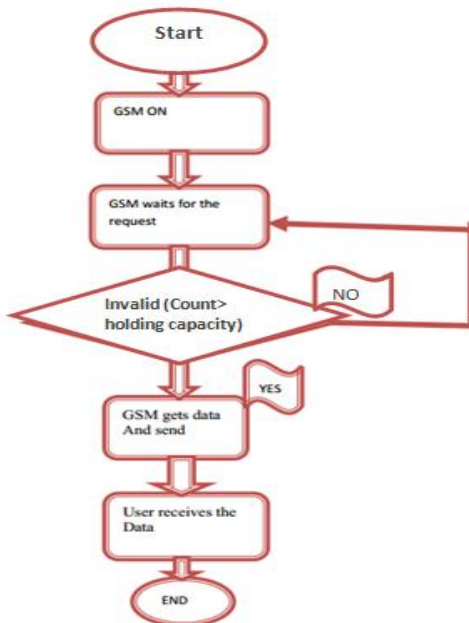 Start
GSM ON
GSM waits for the
request
Invalid (Count>
holding capacity)
NO
YES
GSM gets data
And send
User receives the
Data
END